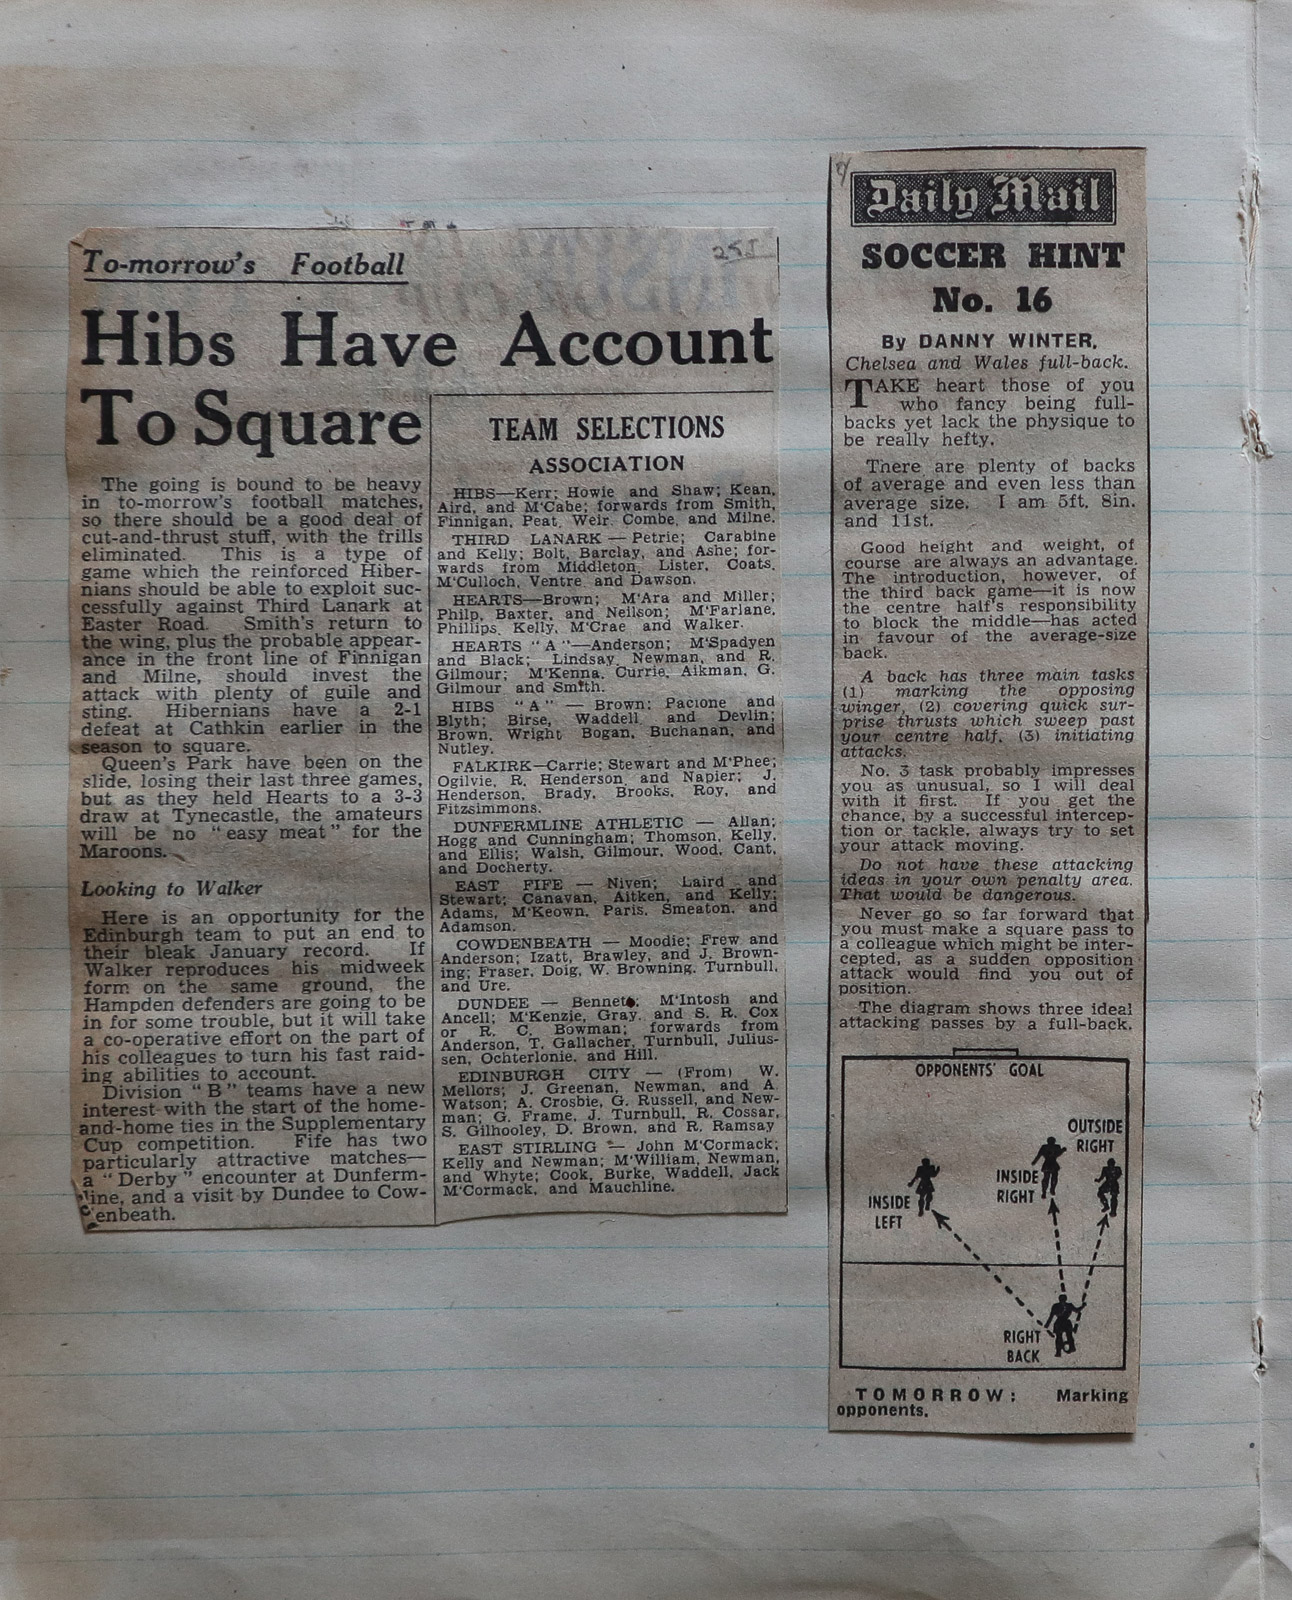 To-morrow's Football
Hibs Have Account
To Square
The going is bound to be heavy
in to-morrow's football matches,
so there should be a good deal of
cut-and-thrust stuff, with the frills
eliminated. This is a type of
game which the reinforced Hiber-
nians should be able to exploit suc-
cessfully against Third Lanark at
Easter Road. Smith's return to
the wing, plus the probable appear-
ance in the front line of Finnigan
and Milne, should invest the
attack with plenty of guile and
sting. Hibernians have a 2-1
defeat at Cathkin earlier in the
season to square.
Queen's Park have been on the
slide, losing their last three games,
but as they held Hearts to a 3-3
draw at Tynecastle, the amateurs
will be no "easy meat" for the
Maroons.
Looking to Walker
Here is an opportunity for the
Edinburgh team to put an end to
their bleak January record. If
Walker reproduces his midweek
form on the same ground, the
Hampden defenders are going to be
in for some trouble, but it will take
a co-operative effort on the part of
his colleagues to turn his fast raid-
ing abilities to account.
Division "B" teams have a new
interest with the start of the home-
and-home ties in the Supplementary
Cup competition. Fife has two
particularly attractive matches—
a "Derby" encounter at Dunferm-
line, and a visit by Dundee to Cow-
enbeath.
TEAM SELECTIONS
ASSOCIATION
HIBS—Kerr; Howie and Shaw; Kean,
Aird, and M'Cabe; forwards from Smith,
Finnigan, Peat, Weir, Combe, and Milne.
THIRD LANARK — Petrie; Carabine
and Kelly; Bolt, Barclay, and Ashe; for-
wards from Middleton, Lister, Coats,
M'Culloch, Ventre and Dawson.
HEARTS—Brown; M'Ara and Miller;
Philp, Baxter, and Neilson; M'Farlane,
Phillips, Kelly, M'Crae and Walker.
HEARTS "A"—Anderson; M'Spadyen
and Black; Lindsay, Newman, and R.
Gilmour; M'Kenna, Currie, Aikman, G.
Gilmour and Smith.
HIBS "A" — Brown; Pacione and
Blyth; Birse, Waddell, and Devlin;
Brown, Wright, Bogan, Buchanan, and
Nutley.
FALKIRK—Carrie; Stewart and M'Phee;
Ogilvie, R. Henderson and Napier; J.
Henderson, Brady, Brooks, Roy, and
Fitzsimmons.
DUNFERMLINE ATHLETIC — Allan;
Hogg and Cunningham; Thomson, Kelly,
and Ellis; Walsh, Gilmour, Wood, Cant,
and Docherty.
EAST FIFE — Niven; Laird and
Stewart; Canavan, Aitken, and Kelly;
Adams, M'Keown, Paris, Smeaton, and
Adamson.
COWDENBEATH — Moodie; Frew and
Anderson; Izatt, Brawley, and J. Brown-
ing; Fraser, Doig, W. Browning, Turnbull,
and Ure.
DUNDEE — Bennett; M'Intosh and
Ancell; M'Kenzie, Gray, and S. R. Cox
or R. C. Bowman; forwards from
Anderson, T. Gallacher, Turnbull, Julius-
sen, Ochterlonie, and Hill.
EDINBURGH CITY — (From) W.
Mellors; J. Greenan, Newman, and A.
Watson; A. Crosbie, G. Russell, and New-
man; G. Frame, J. Turnbull, R. Cossar,
S. Gilhooley, D. Brown, and R. Ramsay
EAST STIRLING — John M'Cormack;
Kelly and Newman; M'William, Newman,
and Whyte; Cook, Burke, Waddell, Jack
M'Cormack, and Mauchline.
Daily Mail
SOCCER HINT
No. 16
By DANNY WINTER,
Chelsea and Wales full-back.
TAKE heart those of you
who fancy being full-
backs yet lack the physique to
be really hefty.
There are plenty of backs
of average and even less than
average size. I am 5ft. 8in.
and 11st.
Good height and weight, of
course are always an advantage.
The introduction, however, of
the third back game—it is now
the centre half's responsibility
to block the middle—has acted
in favour of the average-size
back.
A back has three main tasks
(1) marking the opposing
winger, (2) covering quick sur-
prise thrusts which sweep past
your centre half, (3) initiating
attacks.
No. 3 task probably impresses
you as unusual, so I will deal
with it first. If you get the
chance, by a successful intercep-
tion or tackle, always try to set
your attack moving.
Do not have these attacking
ideas in your own penalty area.
That would be dangerous.
Never go so far forward that
you must make a square pass to
a colleague which might be inter-
cepted, as a sudden opposition
attack would find you out of
position.
The diagram shows three ideal
attacking passes by a full-back.
OPPONENTS' GOAL
OUTSIDE
RIGHT
INSIDE
RIGHT
INSIDE
LEFT
RIGHT
BACK
TOMORROW: Marking
opponents.